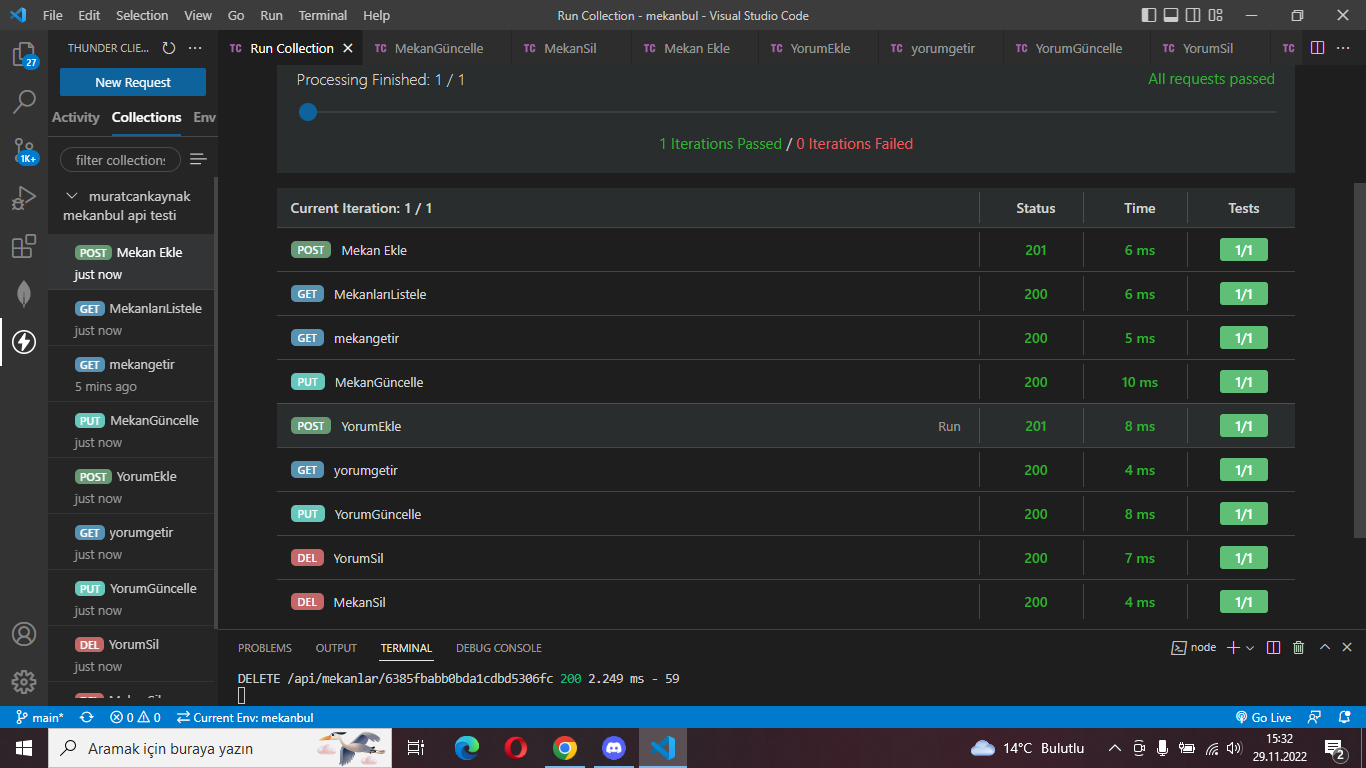 File Edit Selection View Go Run Terminal Help
Run Collection - mekanbul - Visual Studio Code
THUNDER CLIE...
27
New Request
Activity Collections Env
1K+
filter collections
muratcankaynak
mekanbul api testi
POST Mekan Ekle
just now
GET MekanlarıListele
just now
GET mekangetir
5 mins ago
PUT MekanGüncelle
just now
POST YorumEkle
just now
GET yorumgetir
just now
PUT YorumGüncelle
just now
DEL YorumSil
just now
TC Run Collection TC MekanGüncelle TC MekanSil TC Mekan Ekle TC YorumEkle TC yorumgetir TC YorumGüncelle TC YorumSil TC
Processing Finished: 1 / 1
All requests passed
1 Iterations Passed / 0 Iterations Failed
Current Iteration: 1 / 1 Status Time Tests
POST Mekan Ekle 201 6 ms 1/1
GET MekanlarıListele 200 6 ms 1/1
GET mekangetir 200 5 ms 1/1
PUT MekanGüncelle 200 10 ms 1/1
POST YorumEkle Run 201 8 ms 1/1
GET yorumgetir 200 4 ms 1/1
PUT YorumGüncelle 200 8 ms 1/1
DEL YorumSil 200 7 ms 1/1
DEL MekanSil 200 4 ms 1/1
PROBLEMS OUTPUT TERMINAL DEBUG CONSOLE
node
DELETE /api/mekanlar/6385fbabb0bda1cdbd5306fc 200 2.249 ms - 59
main* 0 0 Current Env: mekanbul
Go Live
Aramak için buraya yazın
14°C Bulutlu
15:32
29.11.2022
2